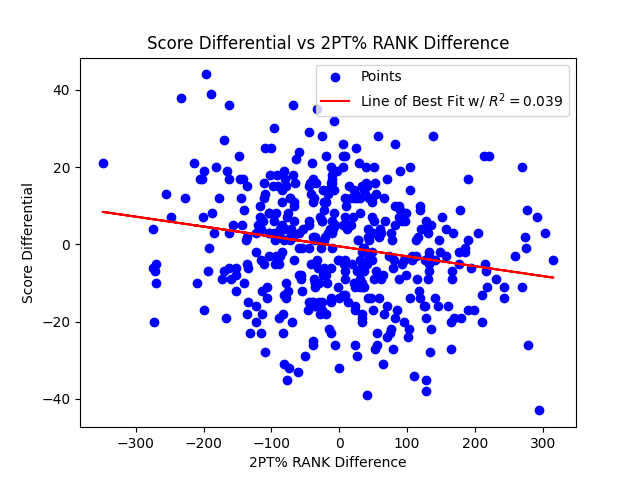 Score Differential vs 2PT% RANK Difference
Points
Line of Best Fit w/ R² = 0.039
40
20
0
−20
−40
Score Differential
−300
−200
−100
0
100
200
300
2PT% RANK Difference